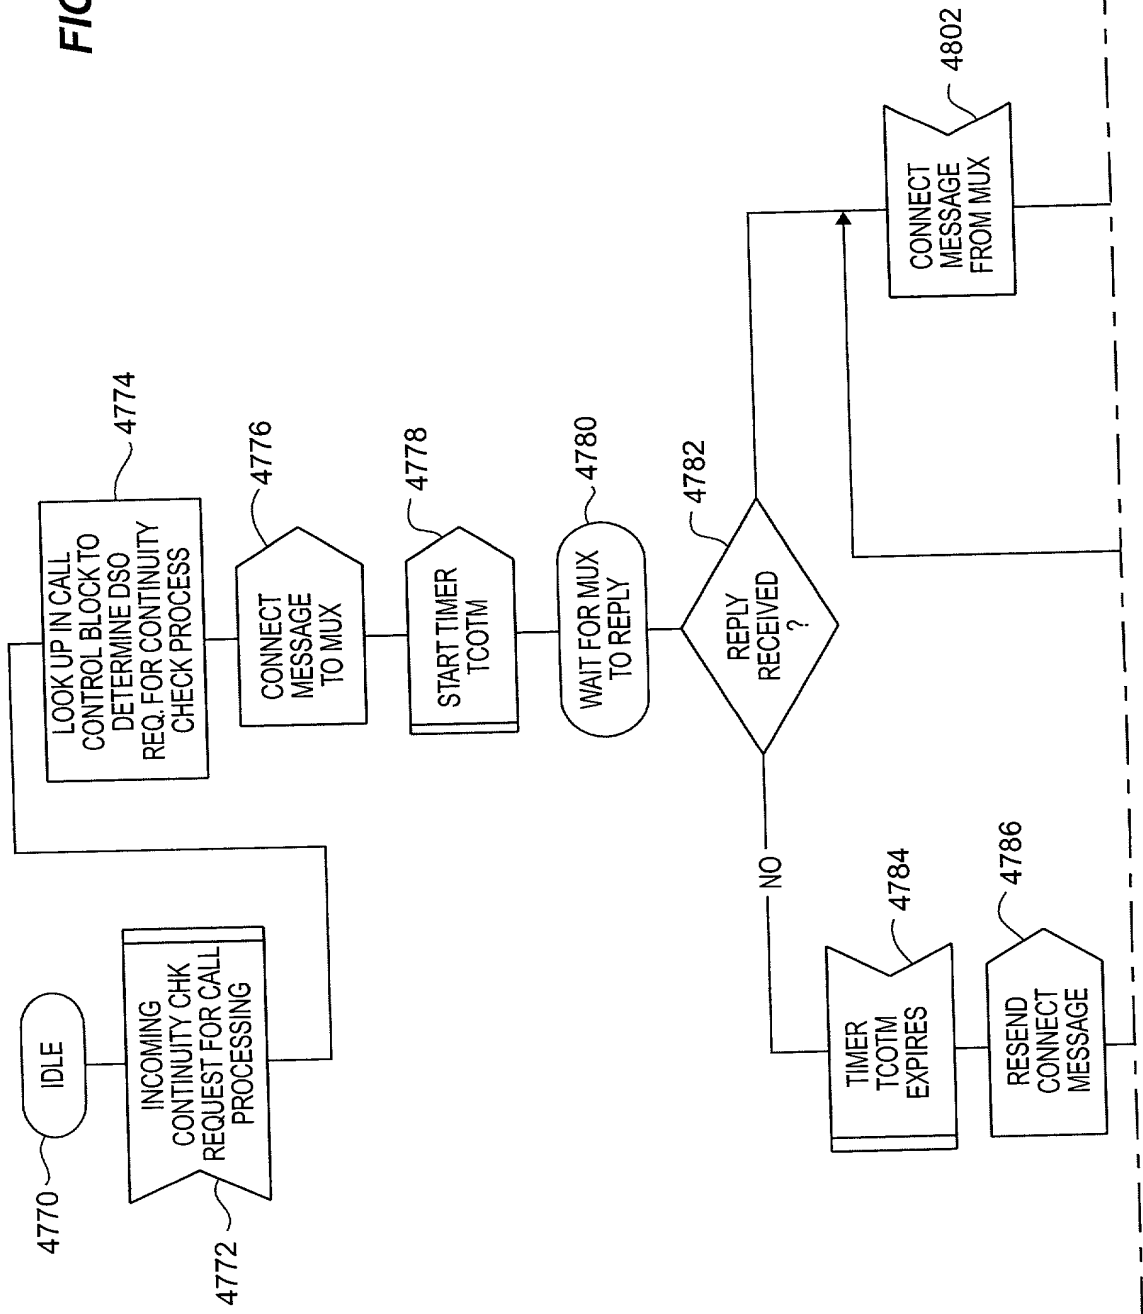 FIG
4770
IDLE
4772
INCOMING
CONTINUITY CHK
REQUEST FOR CALL
PROCESSING
4774
LOOK UP IN CALL
CONTROL BLOCK TO
DETERMINE DSO
REQ. FOR CONTINUITY
CHECK PROCESS
4776
CONNECT
MESSAGE
TO MUX
4778
START TIMER
TCOTM
4780
WAIT FOR MUX
TO REPLY
4782
REPLY
RECEIVED
?
NO
4784
TIMER
TCOTM
EXPIRES
4786
RESEND
CONNECT
MESSAGE
4802
CONNECT
MESSAGE
FROM MUX